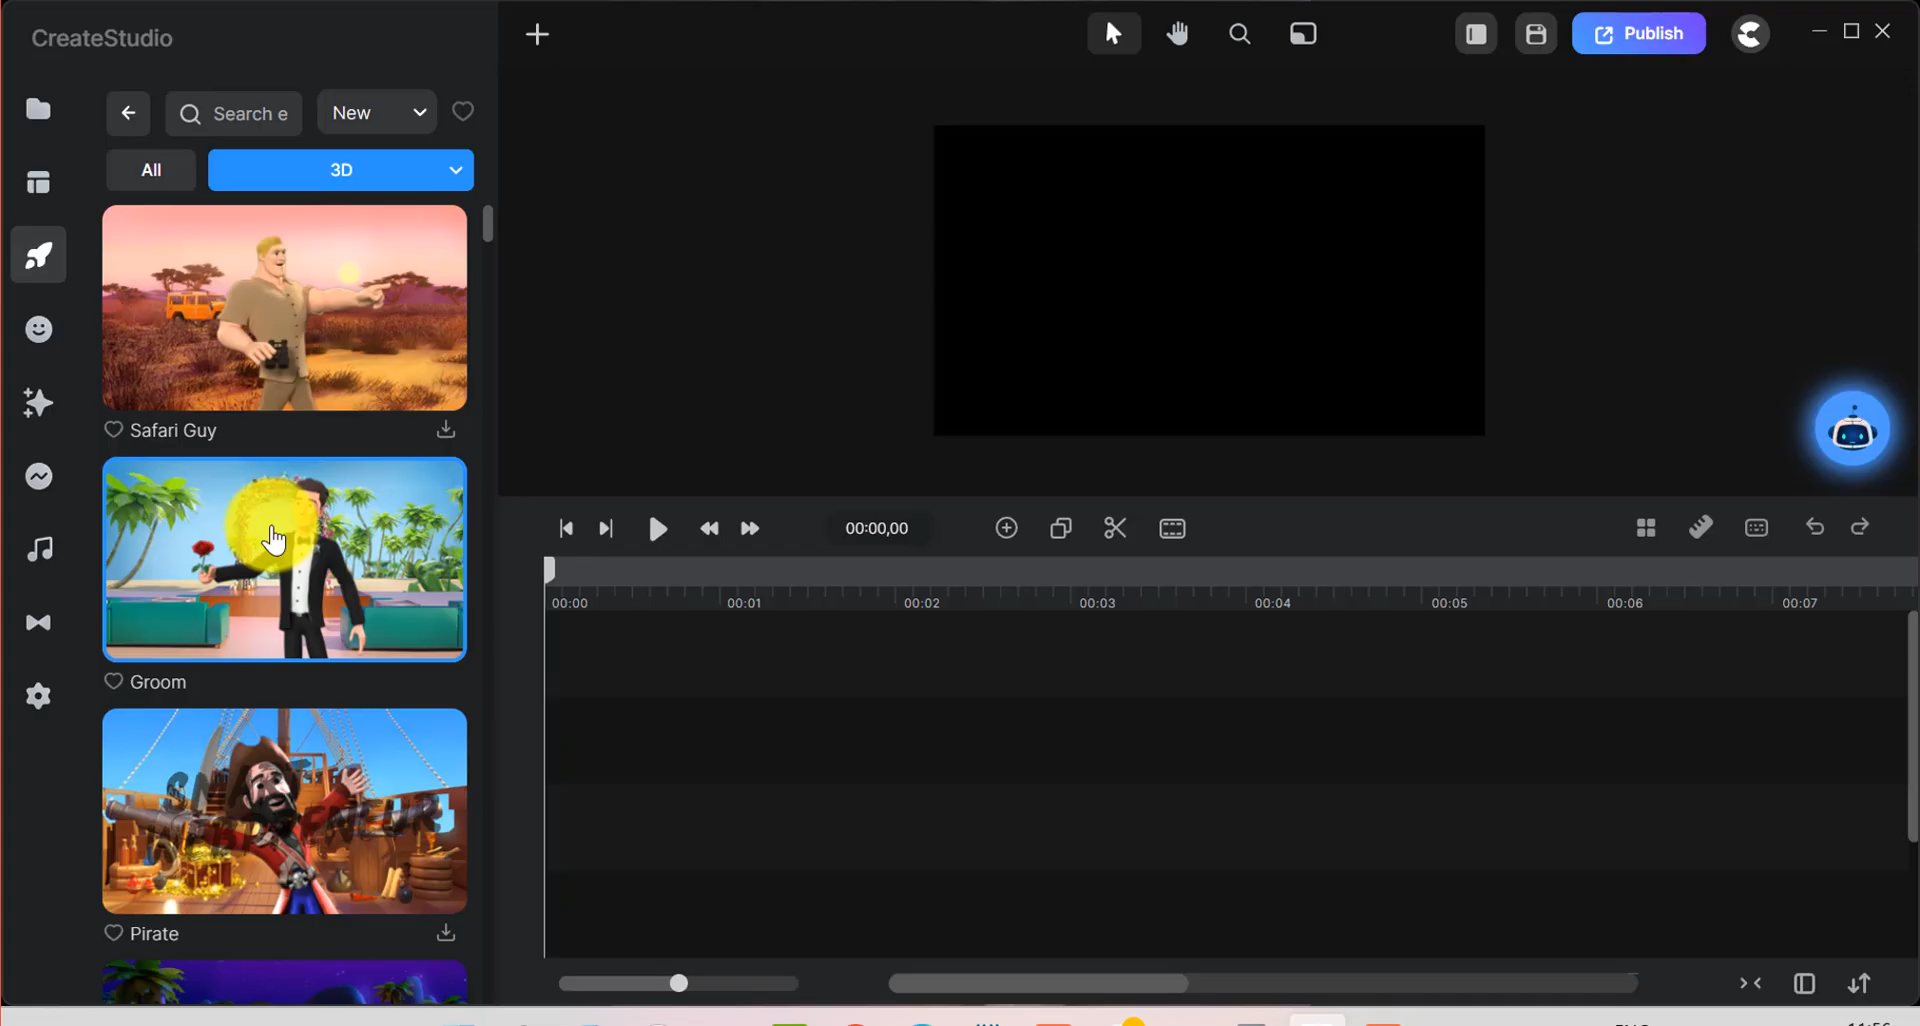 CreateStudio
Publish
Search e
New
All
3D
Safari Guy
Groom
Pirate
00:00,00
00:00
00:01
00:02
00:03
00:04
00:05
00:06
00:07